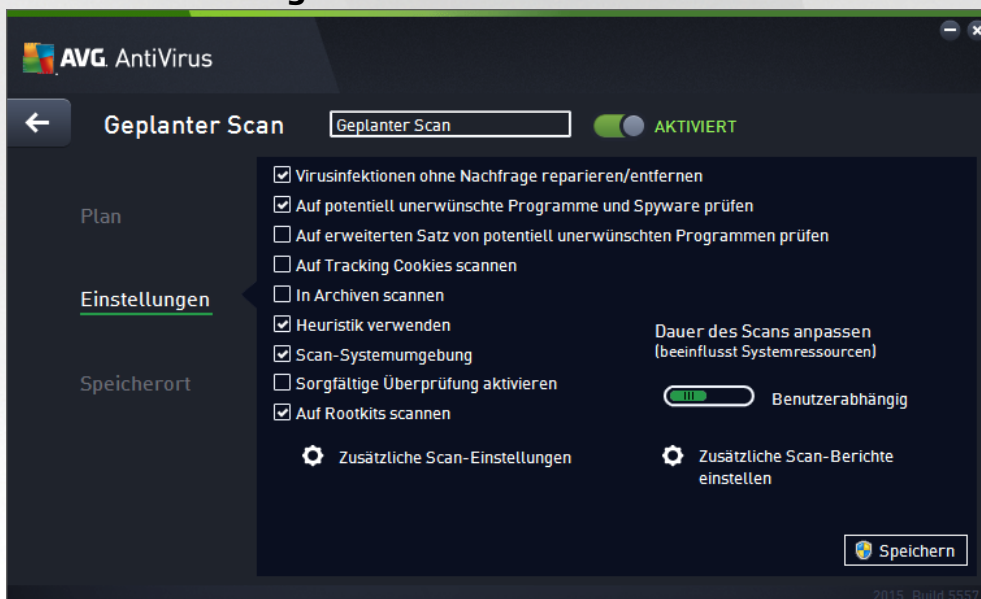 AVG AntiVirus
Geplanter Scan
Geplanter Scan
AKTIVIERT
Plan
Einstellungen
Speicherort
Virusinfektionen ohne Nachfrage reparieren/entfernen
Auf potentiell unerwünschte Programme und Spyware prüfen
Auf erweiterten Satz von potentiell unerwünschten Programmen prüfen
Auf Tracking Cookies scannen
In Archiven scannen
Heuristik verwenden
Scan-Systemumgebung
Sorgfältige Überprüfung aktivieren
Auf Rootkits scannen
Dauer des Scans anpassen
(beeinflusst Systemressourcen)
Benutzerabhängig
Zusätzliche Scan-Einstellungen
Zusätzliche Scan-Berichte
einstellen
Speichern
2015 Build 5557